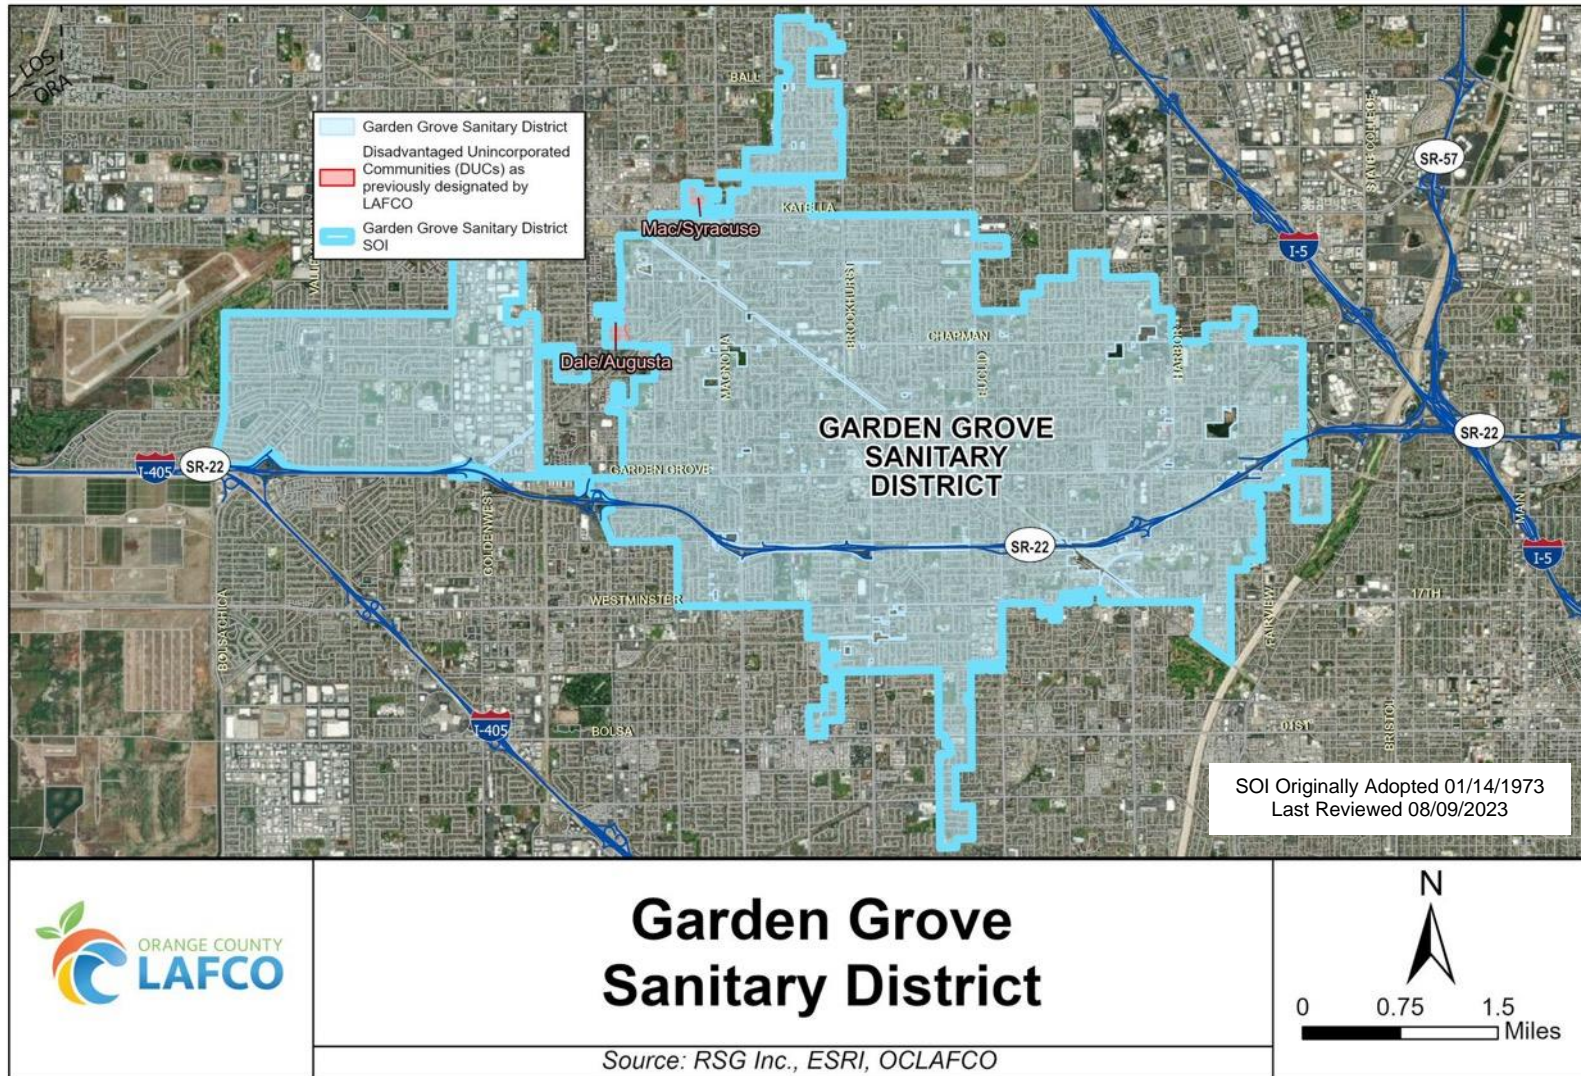 LOS
ORA
BALL
Garden Grove Sanitary District
Disadvantaged Unincorporated
Communities (DUCs) as
previously designated by
LAFCO
Garden Grove Sanitary District
SOI
STATE COLLEGE
SR-57
KATELLA
Mac/Syracuse
I-5
BROOKHURST
CHAPMAN
HARBOR
EUCLID
MAGNOLIA
Dale/Augusta
GARDEN GROVE
SANITARY
DISTRICT
SR-22
I-405
SR-22
GARDEN GROVE
GOLDENWEST
SR-22
I-5
MAIN
WESTMINSTER
17TH
FAIRVIEW
BOLSA CHICA
I-405
BOLSA
01ST
BRISTOL
SOI Originally Adopted 01/14/1973
Last Reviewed 08/09/2023
ORANGE COUNTY
LAFCO
Garden Grove
Sanitary District
Source: RSG Inc., ESRI, OCLAFCO
N
0 0.75 1.5
Miles